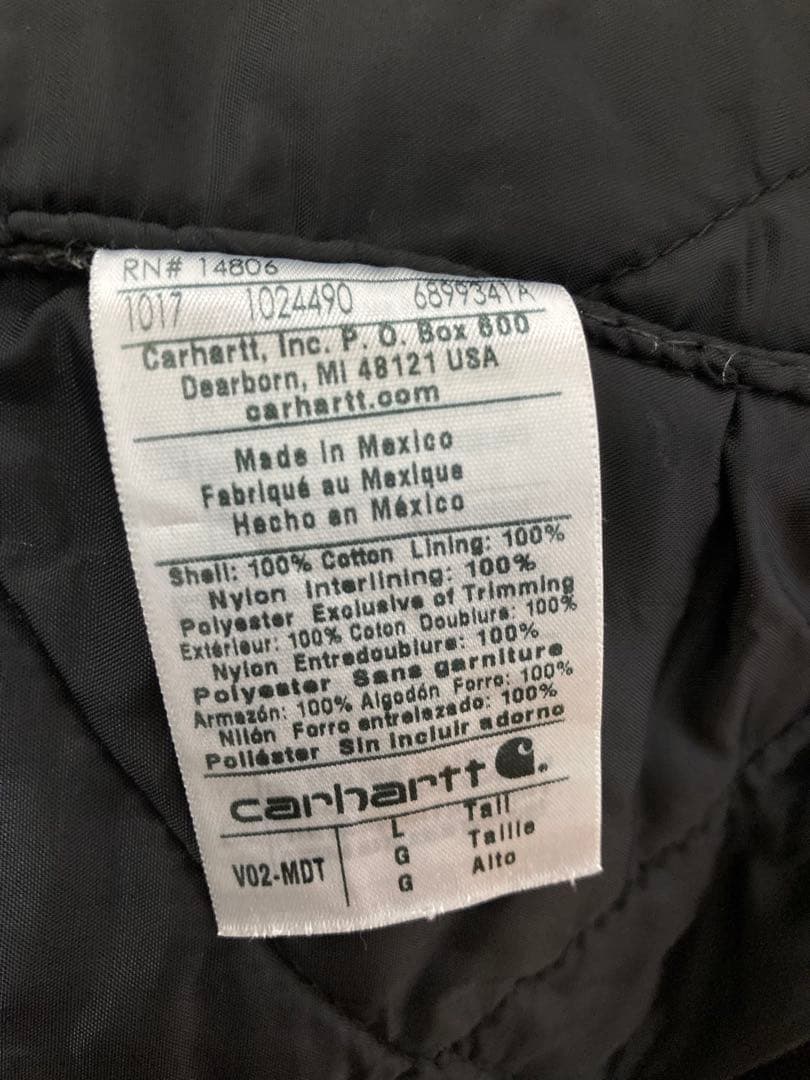 RN# 14806
1017 1024490 6899341A
Carhartt, Inc. P. O. Box 600
Dearborn, MI 48121 USA
carhartt.com
Made in Mexico
Fabriqué au Mexique
Hecho en México
Shell: 100% Cotton Lining: 100%
Nylon Interlining: 100%
Polyester Exclusive of Trimming
Extérieur: 100% Coton Doublure: 100%
Nylon Entredoublure: 100%
Polyester Sans garniture
Armazón: 100% Algodón Forro: 100%
Nilón Forro entrelazado: 100%
Poliéster Sin incluir adorno
carhartt
V02-MDT L Tall
G Taille
G Alto